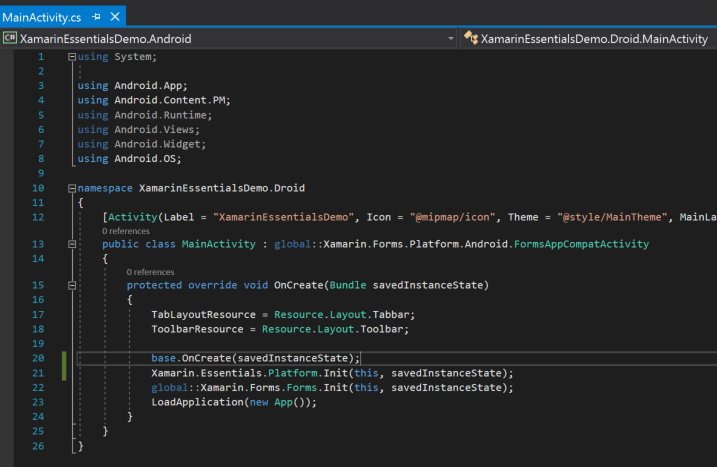 MainActivity.cs
XamarinEssentialsDemo.Android
XamarinEssentialsDemo.Droid.MainActivity
1 using System;
2
3 using Android.App;
4 using Android.Content.PM;
5 using Android.Runtime;
6 using Android.Views;
7 using Android.Widget;
8 using Android.OS;
9
10 namespace XamarinEssentialsDemo.Droid
11 {
12 [Activity(Label = "XamarinEssentialsDemo", Icon = "@mipmap/icon", Theme = "@style/MainTheme", MainLa
0 references
13 public class MainActivity : global::Xamarin.Forms.Platform.Android.FormsAppCompatActivity
14 {
0 references
15 protected override void OnCreate(Bundle savedInstanceState)
16 {
17 TabLayoutResource = Resource.Layout.Tabbar;
18 ToolbarResource = Resource.Layout.Toolbar;
19
20 base.OnCreate(savedInstanceState);
21 Xamarin.Essentials.Platform.Init(this, savedInstanceState);
22 global::Xamarin.Forms.Forms.Init(this, savedInstanceState);
23 LoadApplication(new App());
24 }
25 }
26 }